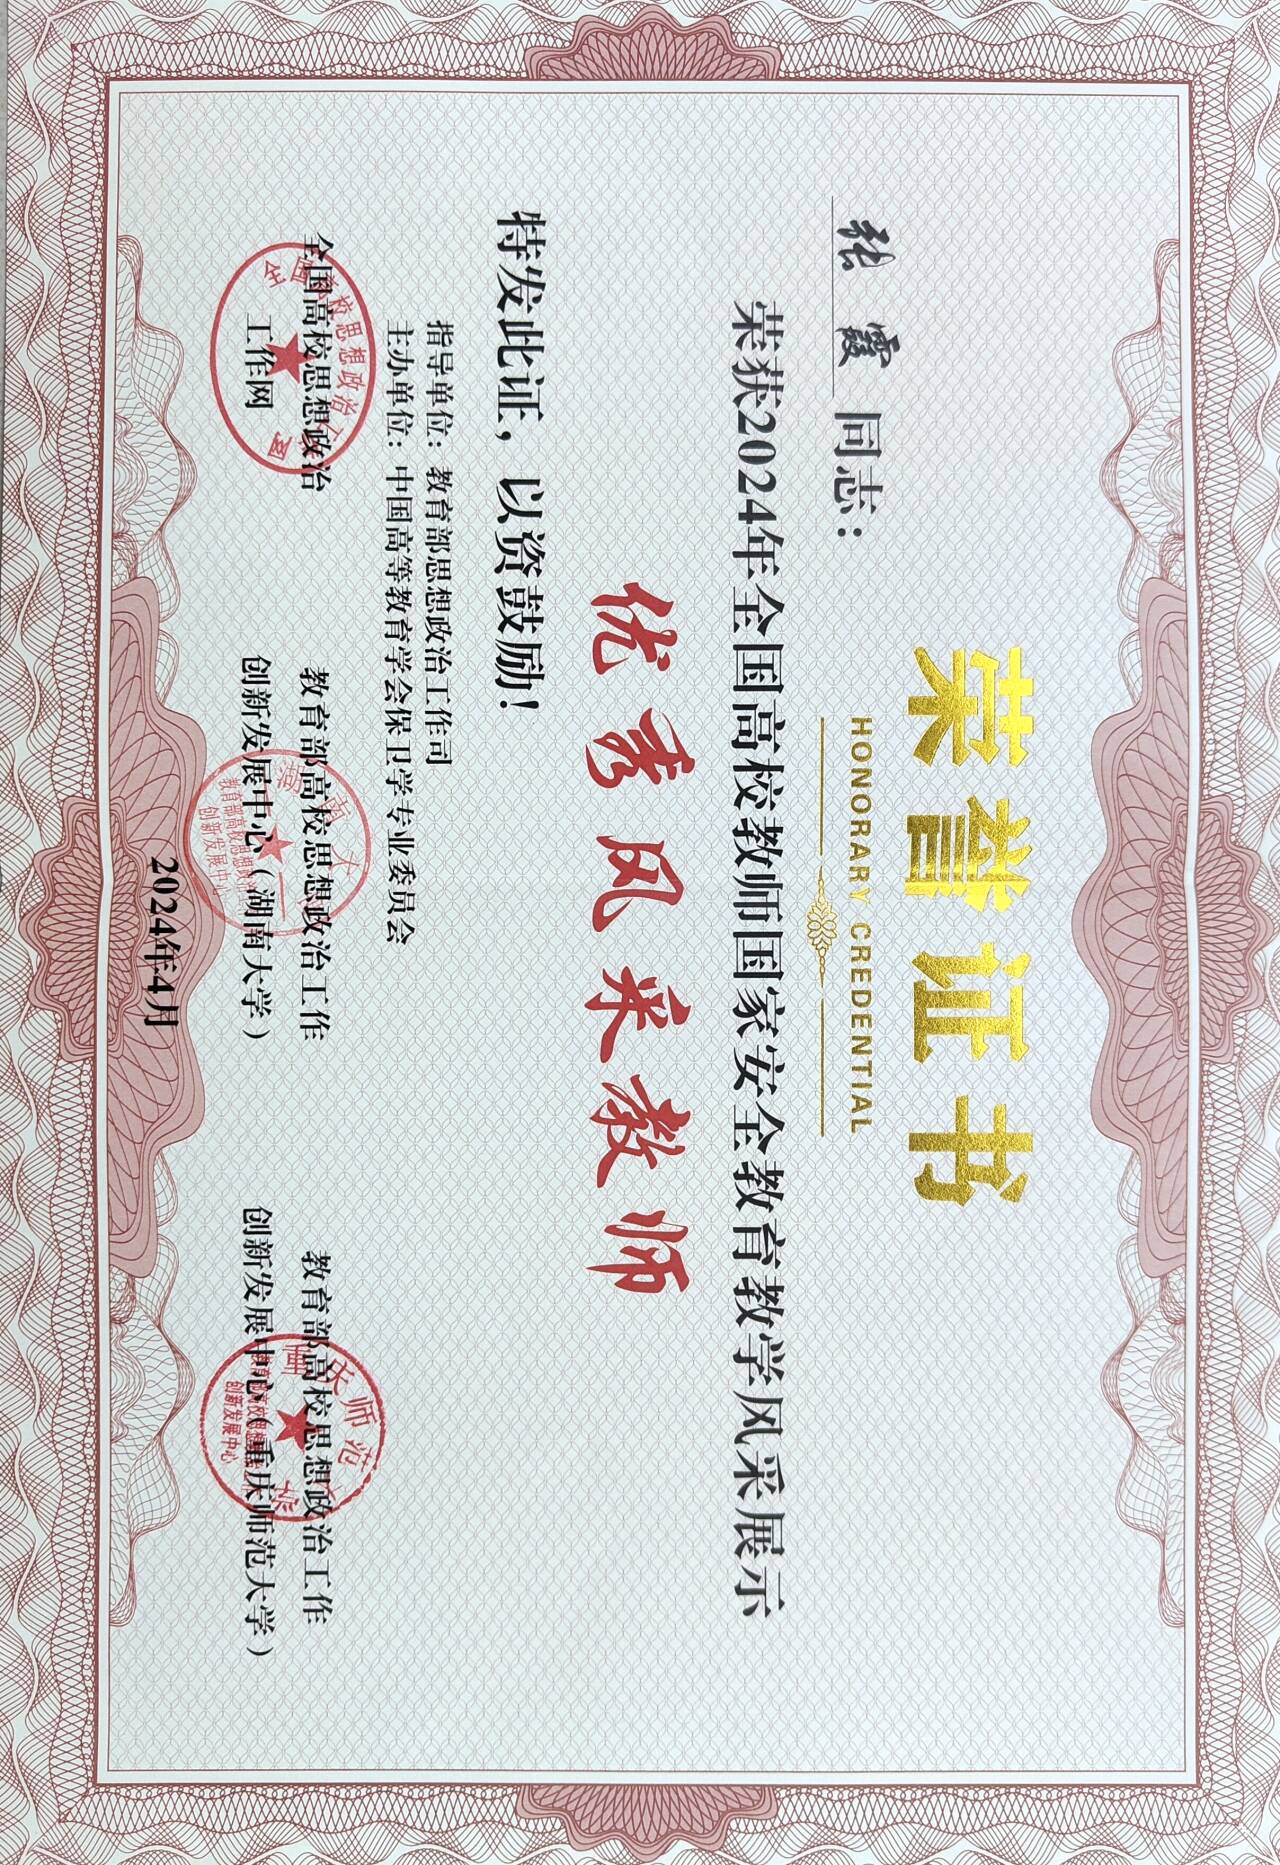 荣誉证书
HONORARY CREDENTIAL
张霞 同志：
荣获2024年全国高校教师国家安全教育教学风采展示
优秀风采教师
特发此证，以资鼓励！
指导单位：教育部思想政治工作司
主办单位：中国高等教育学会保卫学专业委员会
全国高校思想政治
工作网
教育部高校思想政治工作
创新发展中心（湖南大学）
教育部高校思想政治工作
创新发展中心（重庆师范大学）
2024年4月